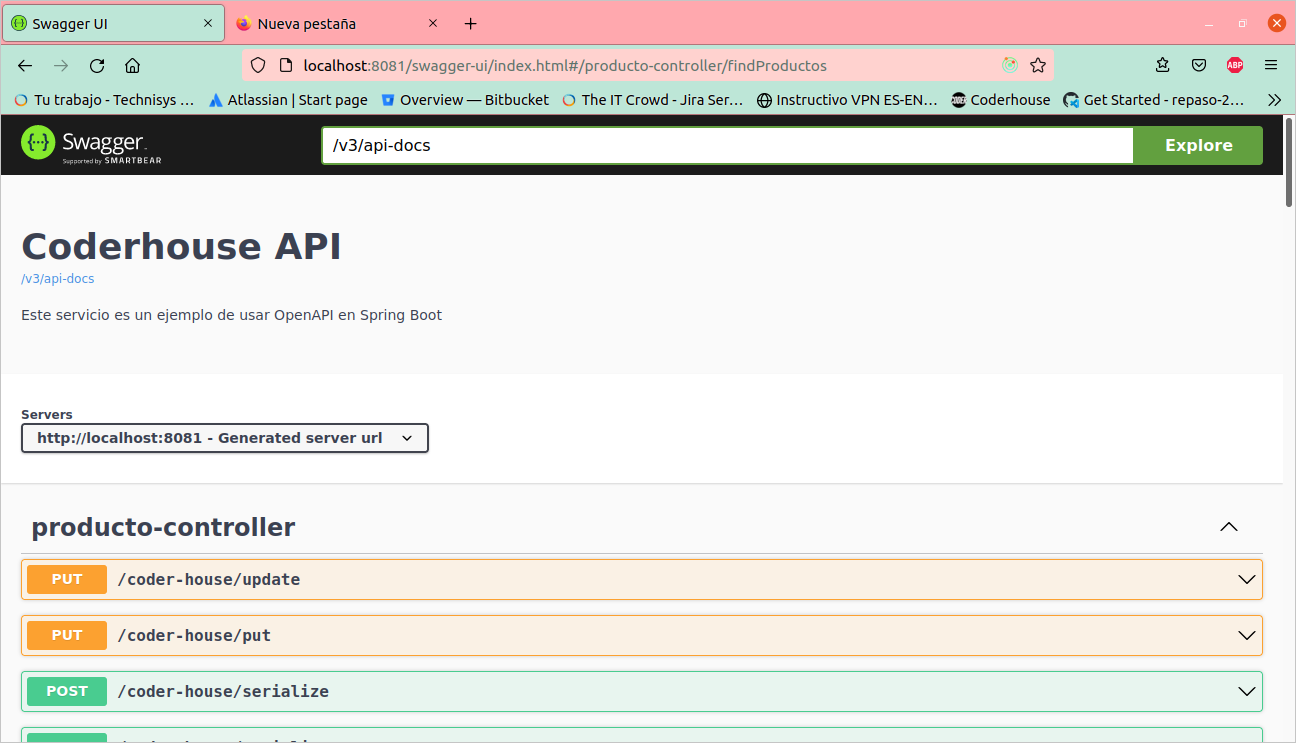 Swagger UI
Nueva pestaña
localhost:8081/swagger-ui/index.html#/producto-controller/findProductos
ABP
Tu trabajo - Technisys …
Atlassian | Start page
Overview — Bitbucket
The IT Crowd - Jira Ser…
Instructivo VPN ES-EN…
CODER
Coderhouse
Get Started - repaso-2…
Swagger
Supported by SMARTBEAR
/v3/api-docs
Explore
Coderhouse API
/v3/api-docs
Este servicio es un ejemplo de usar OpenAPI en Spring Boot
Servers
http://localhost:8081 - Generated server url
producto-controller
PUT /coder-house/update
PUT /coder-house/put
POST /coder-house/serialize